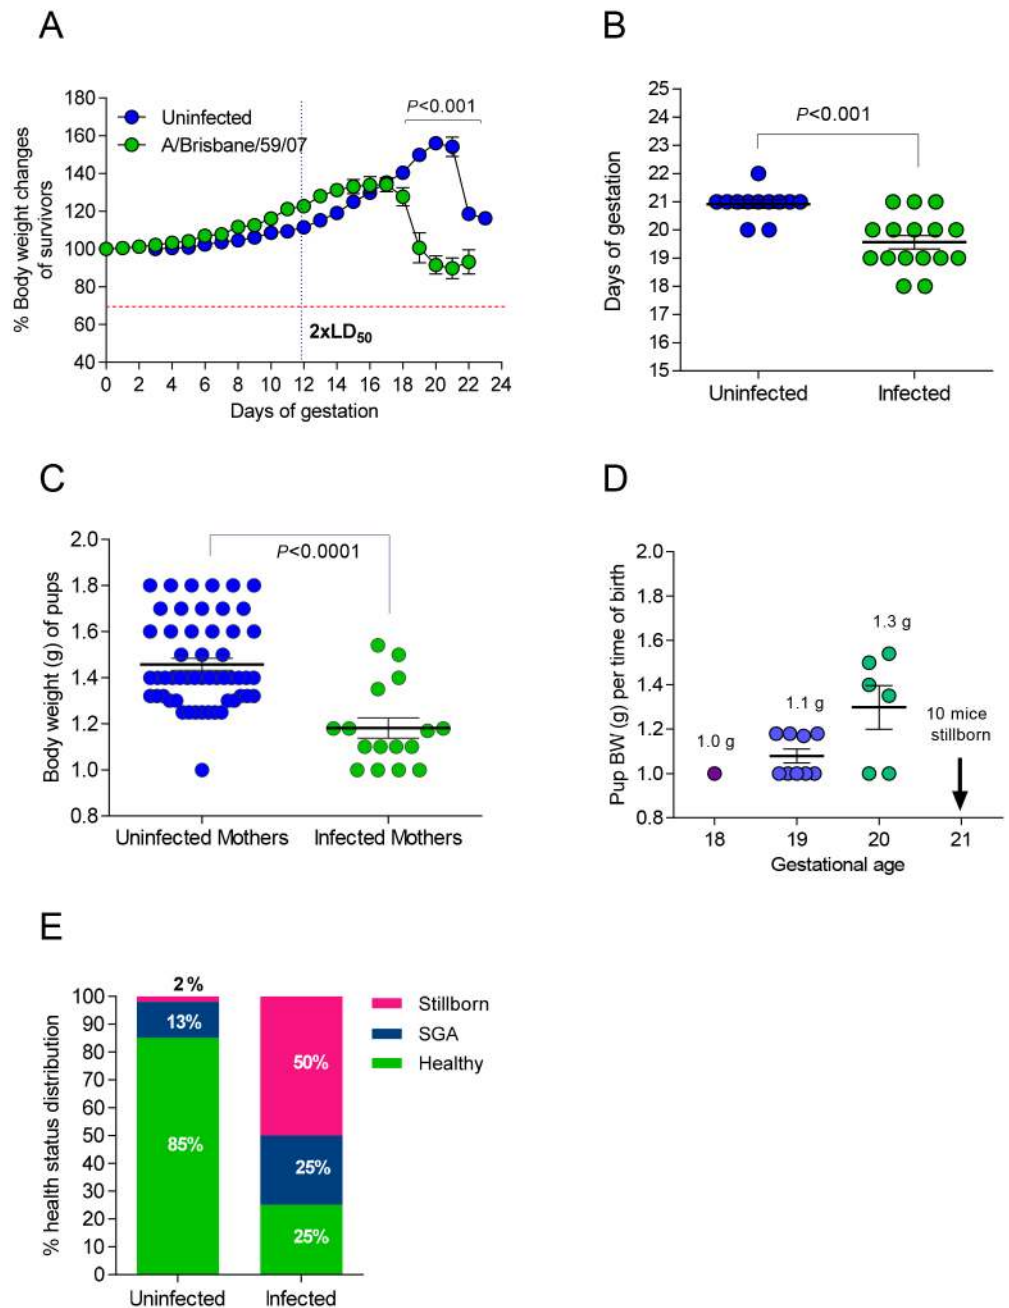 A
180
160
140
120
100
80
60
40
% Body weight changes
of survivors
Uninfected
A/Brisbane/59/07
P<0.001
2xLD50
0 2 4 6 8 10 12 14 16 18 20 22 24
Days of gestation
B
25
24
23
22
21
20
19
18
17
16
15
Days of gestation
P<0.001
Uninfected Infected
C
2.0
1.8
1.6
1.4
1.2
1.0
0.8
Body weight (g) of pups
P<0.0001
Uninfected Mothers Infected Mothers
D
2.0
1.8
1.6
1.4
1.2
1.0
0.8
Pup BW (g) per time of birth
1.0 g
1.1 g
1.3 g
10 mice
stillborn
18 19 20 21
Gestational age
E
100
90
80
70
60
50
40
30
20
10
0
% health status distribution
2 %
13%
85%
50%
25%
25%
Stillborn
SGA
Healthy
Uninfected Infected